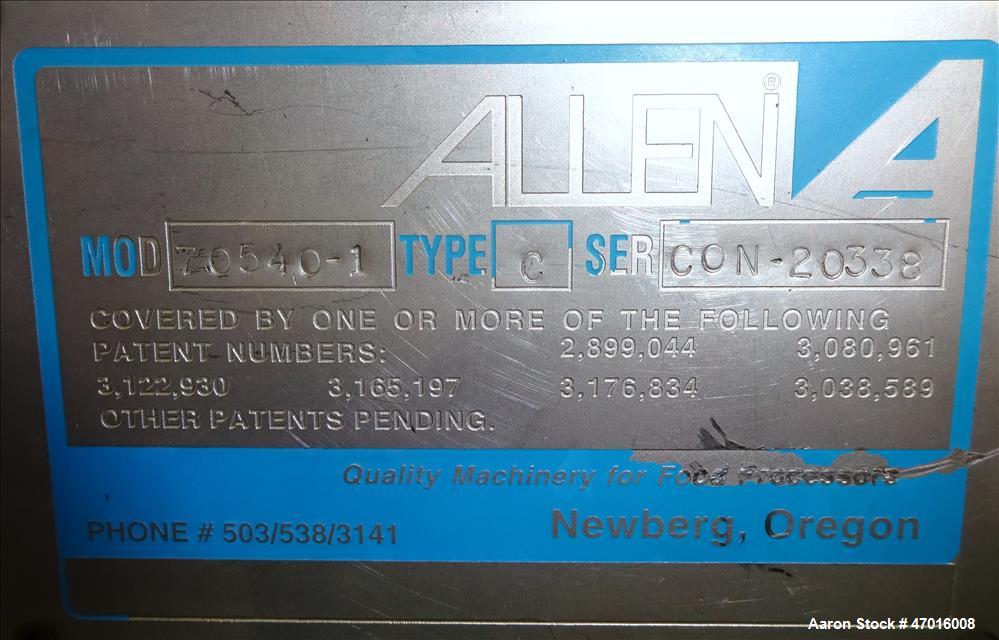 ALLEN®
A
MOD Z0540-1 TYPE C SER CON-20338
COVERED BY ONE OR MORE OF THE FOLLOWING
PATENT NUMBERS: 2,899,044 3,080,961
3,122,930 3,165,197 3,176,834 3,038,589
OTHER PATENTS PENDING.
Quality Machinery for Food Processors
PHONE # 503/538/3141 Newberg, Oregon
Aaron Stock # 47016008